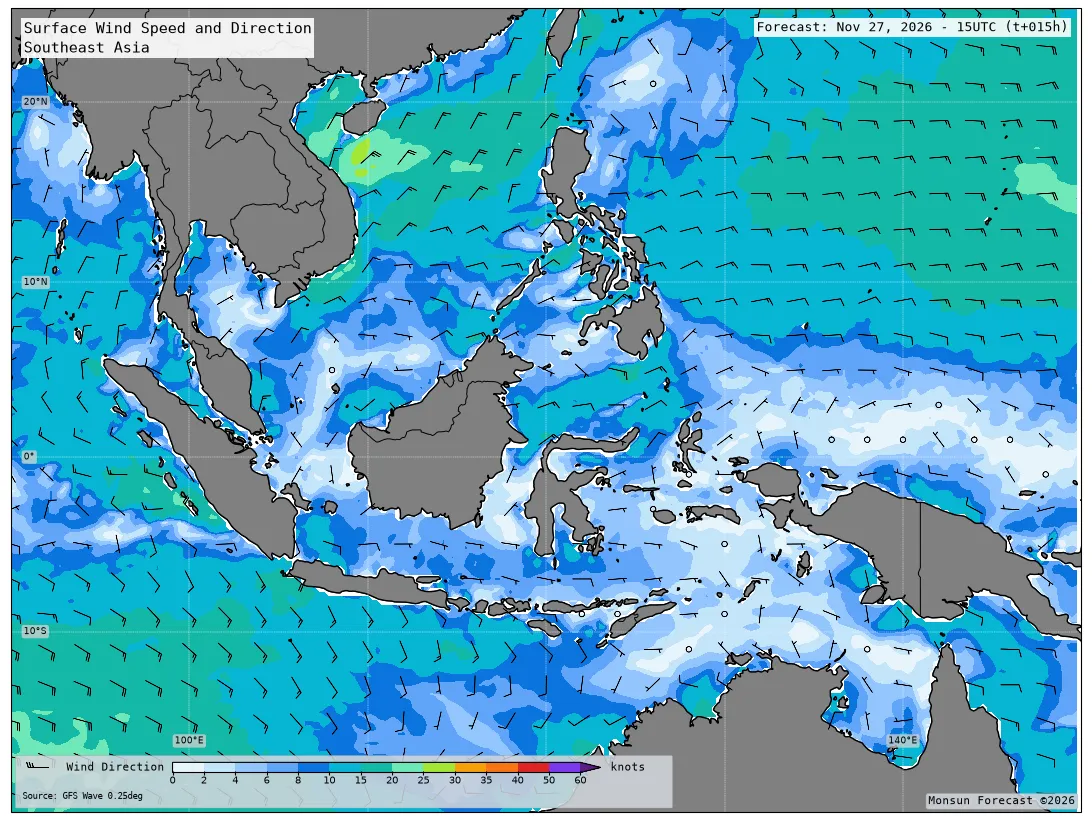 Surface Wind Speed and Direction
Southeast Asia
Forecast: Nov 27, 2026 - 15UTC (t+015h)
20°N
10°N
0°
10°S
100°E
140°E
Wind Direction
0 2 4 6 8 10 15 20 25 30 35 40 50 60
knots
Source: GFS Wave 0.25deg
Monsun Forecast ©2026